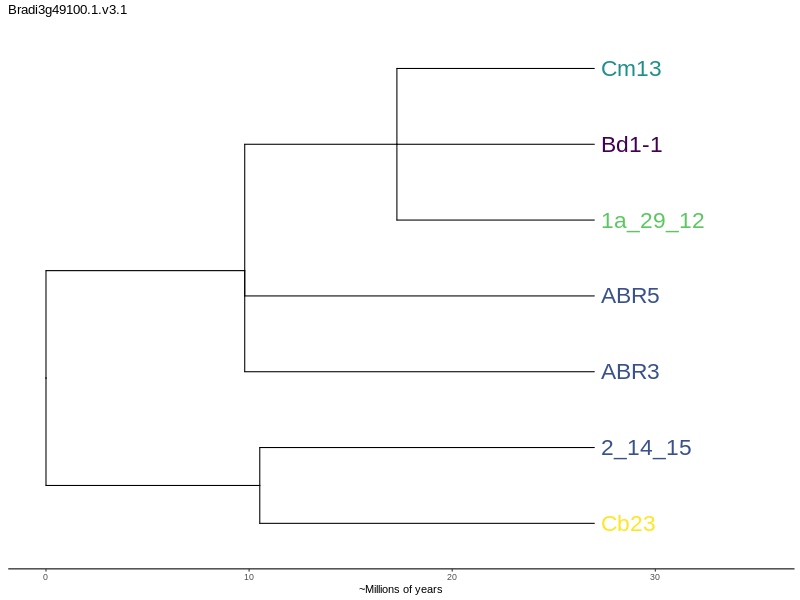 Bradi3g49100.1.v3.1
Cm13
Bd1-1
1a_29_12
ABR5
ABR3
2_14_15
Cb23
0 10 20 30
~Millions of years